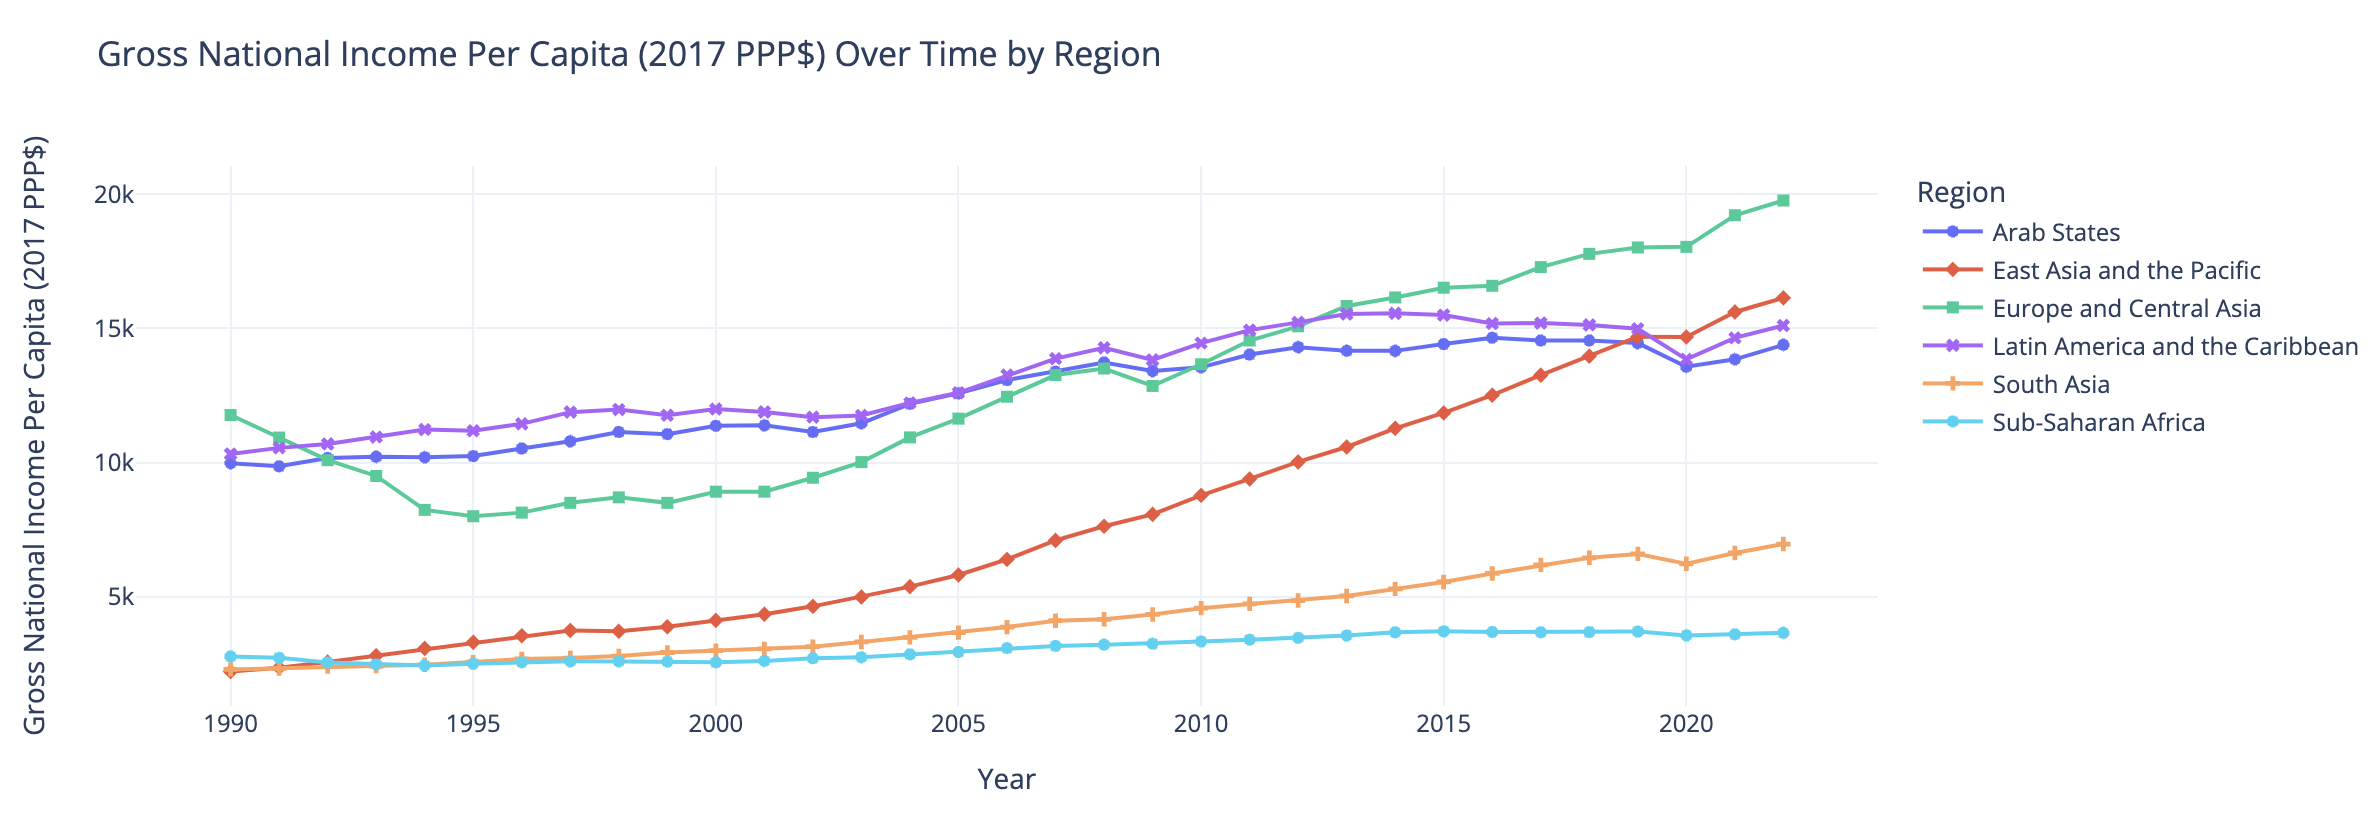 Gross National Income Per Capita (2017 PPP$) Over Time by Region
Gross National Income Per Capita (2017 PPP$)
20k
15k
10k
5k
1990
1995
2000
2005
2010
2015
2020
Year
Region
Arab States
East Asia and the Pacific
Europe and Central Asia
Latin America and the Caribbean
South Asia
Sub-Saharan Africa